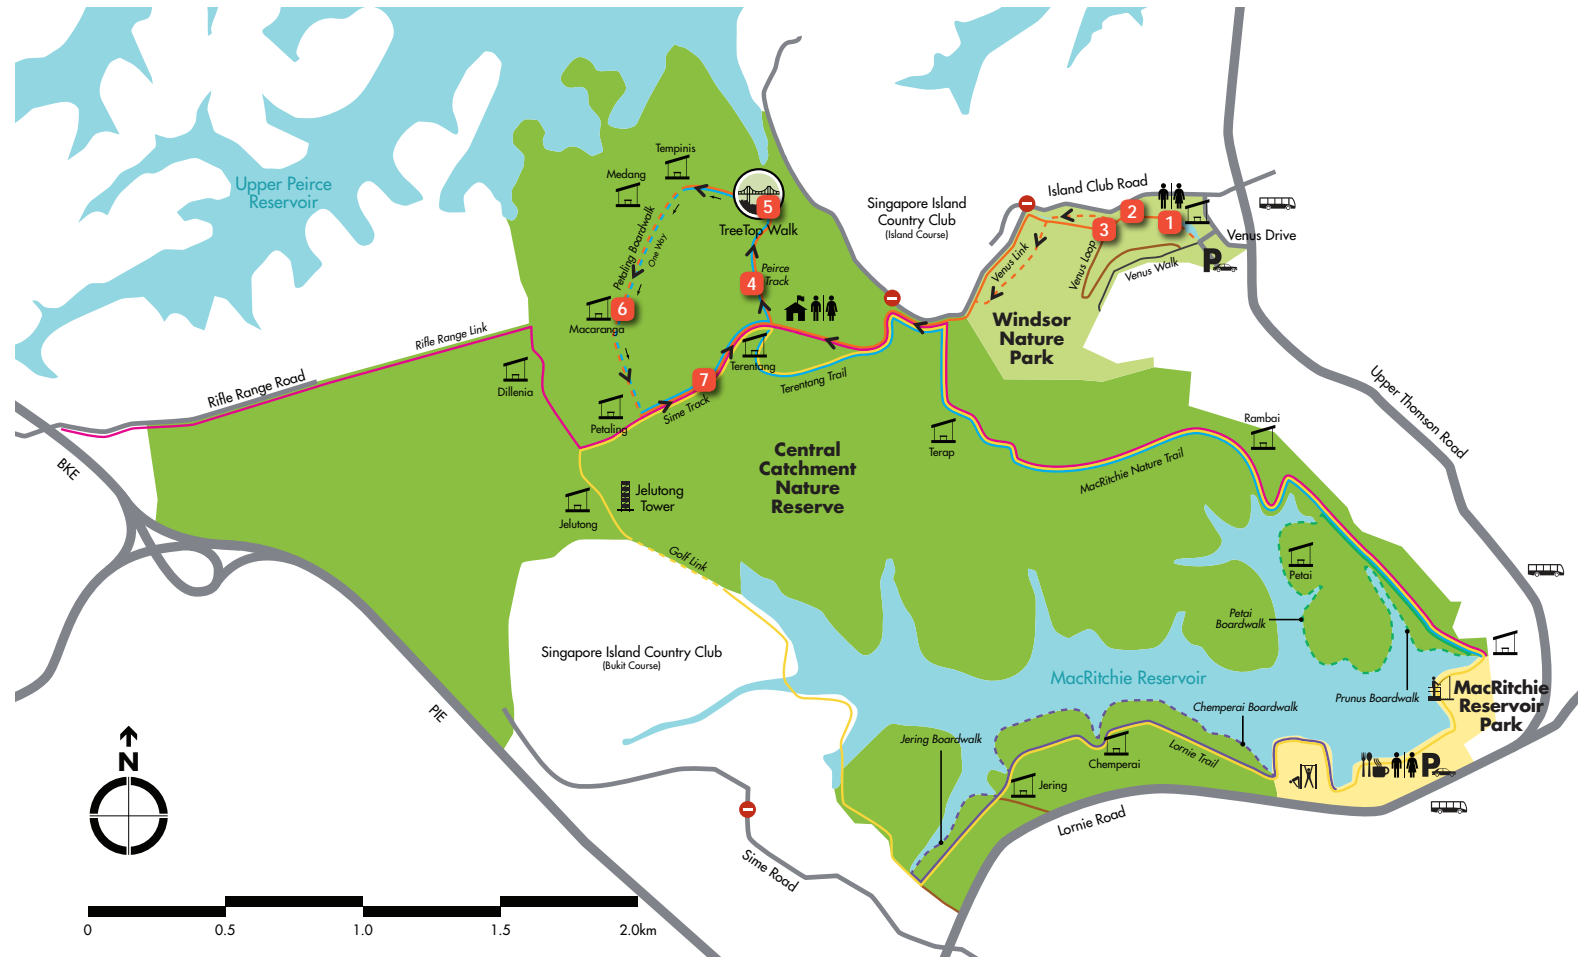 Upper Peirce
Reservoir
Tempinis
Medang
Petaling Boardwalk
One Way
5
TreeTop Walk
Peirce
Track
4
6
Macaranga
Singapore Island
Country Club
(Island Course)
Island Club Road
2
1
3
Venus Drive
Venus Link
Venus Loop
Venus Walk
P
Windsor
Nature
Park
Rifle Range Link
Rifle Range Road
Dillenia
Terentang
Terentang Trail
7
Sime Track
Petaling
Upper Thomson Road
Rambai
Terap
MacRitchie Nature Trail
Central
Catchment
Nature
Reserve
BKE
Jelutong
Tower
Jelutong
Golf Link
Petai
Petai
Boardwalk
Singapore Island Country Club
(Bukit Course)
MacRitchie Reservoir
Prunus Boardwalk
MacRitchie
Reservoir
Park
PIE
Chemperai Boardwalk
Jering Boardwalk
Lornie Trail
Chemperai
Jering
P
Lornie Road
Sime Road
N
0
0.5
1.0
1.5
2.0km